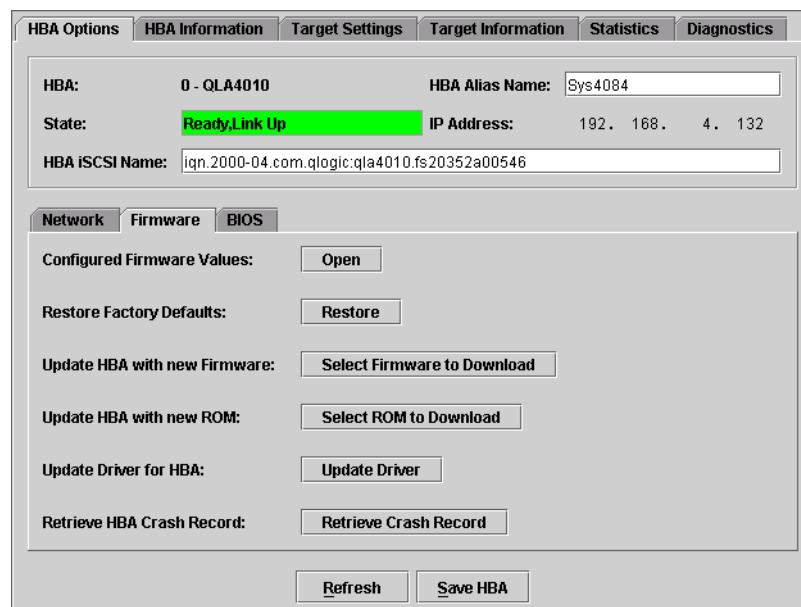 HBA Options HBA Information Target Settings Target Information Statistics Diagnostics
HBA: 0 - QLA4010 HBA Alias Name: Sys4084
State: Ready,Link Up IP Address: 192. 168. 4. 132
HBA iSCSI Name: iqn.2000-04.com.qlogic:qla4010.fs20352a00546
Network Firmware BIOS
Configured Firmware Values: Open
Restore Factory Defaults: Restore
Update HBA with new Firmware: Select Firmware to Download
Update HBA with new ROM: Select ROM to Download
Update Driver for HBA: Update Driver
Retrieve HBA Crash Record: Retrieve Crash Record
Refresh Save HBA